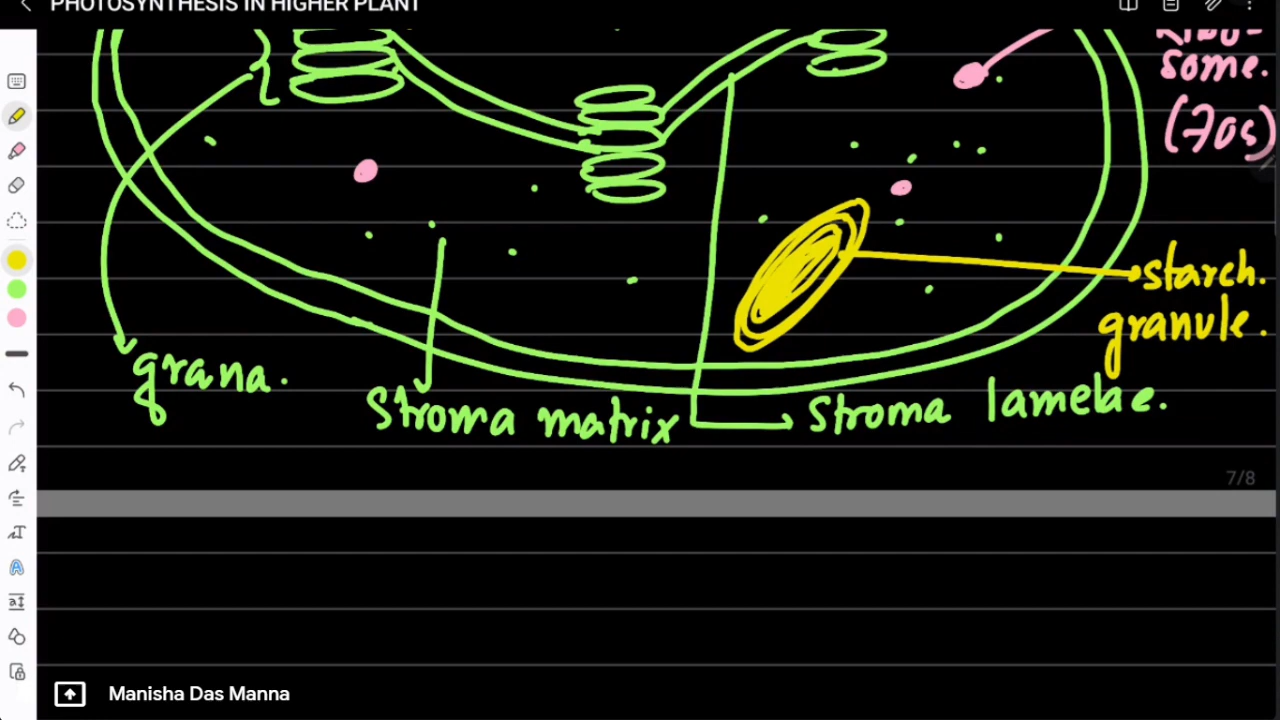 PHOTOSYNTHESIS IN HIGHER PLANT
some.
(70s)
starch.
granule.
grana.
Stroma matrix
Stroma lamelae.
7/8
Manisha Das Manna